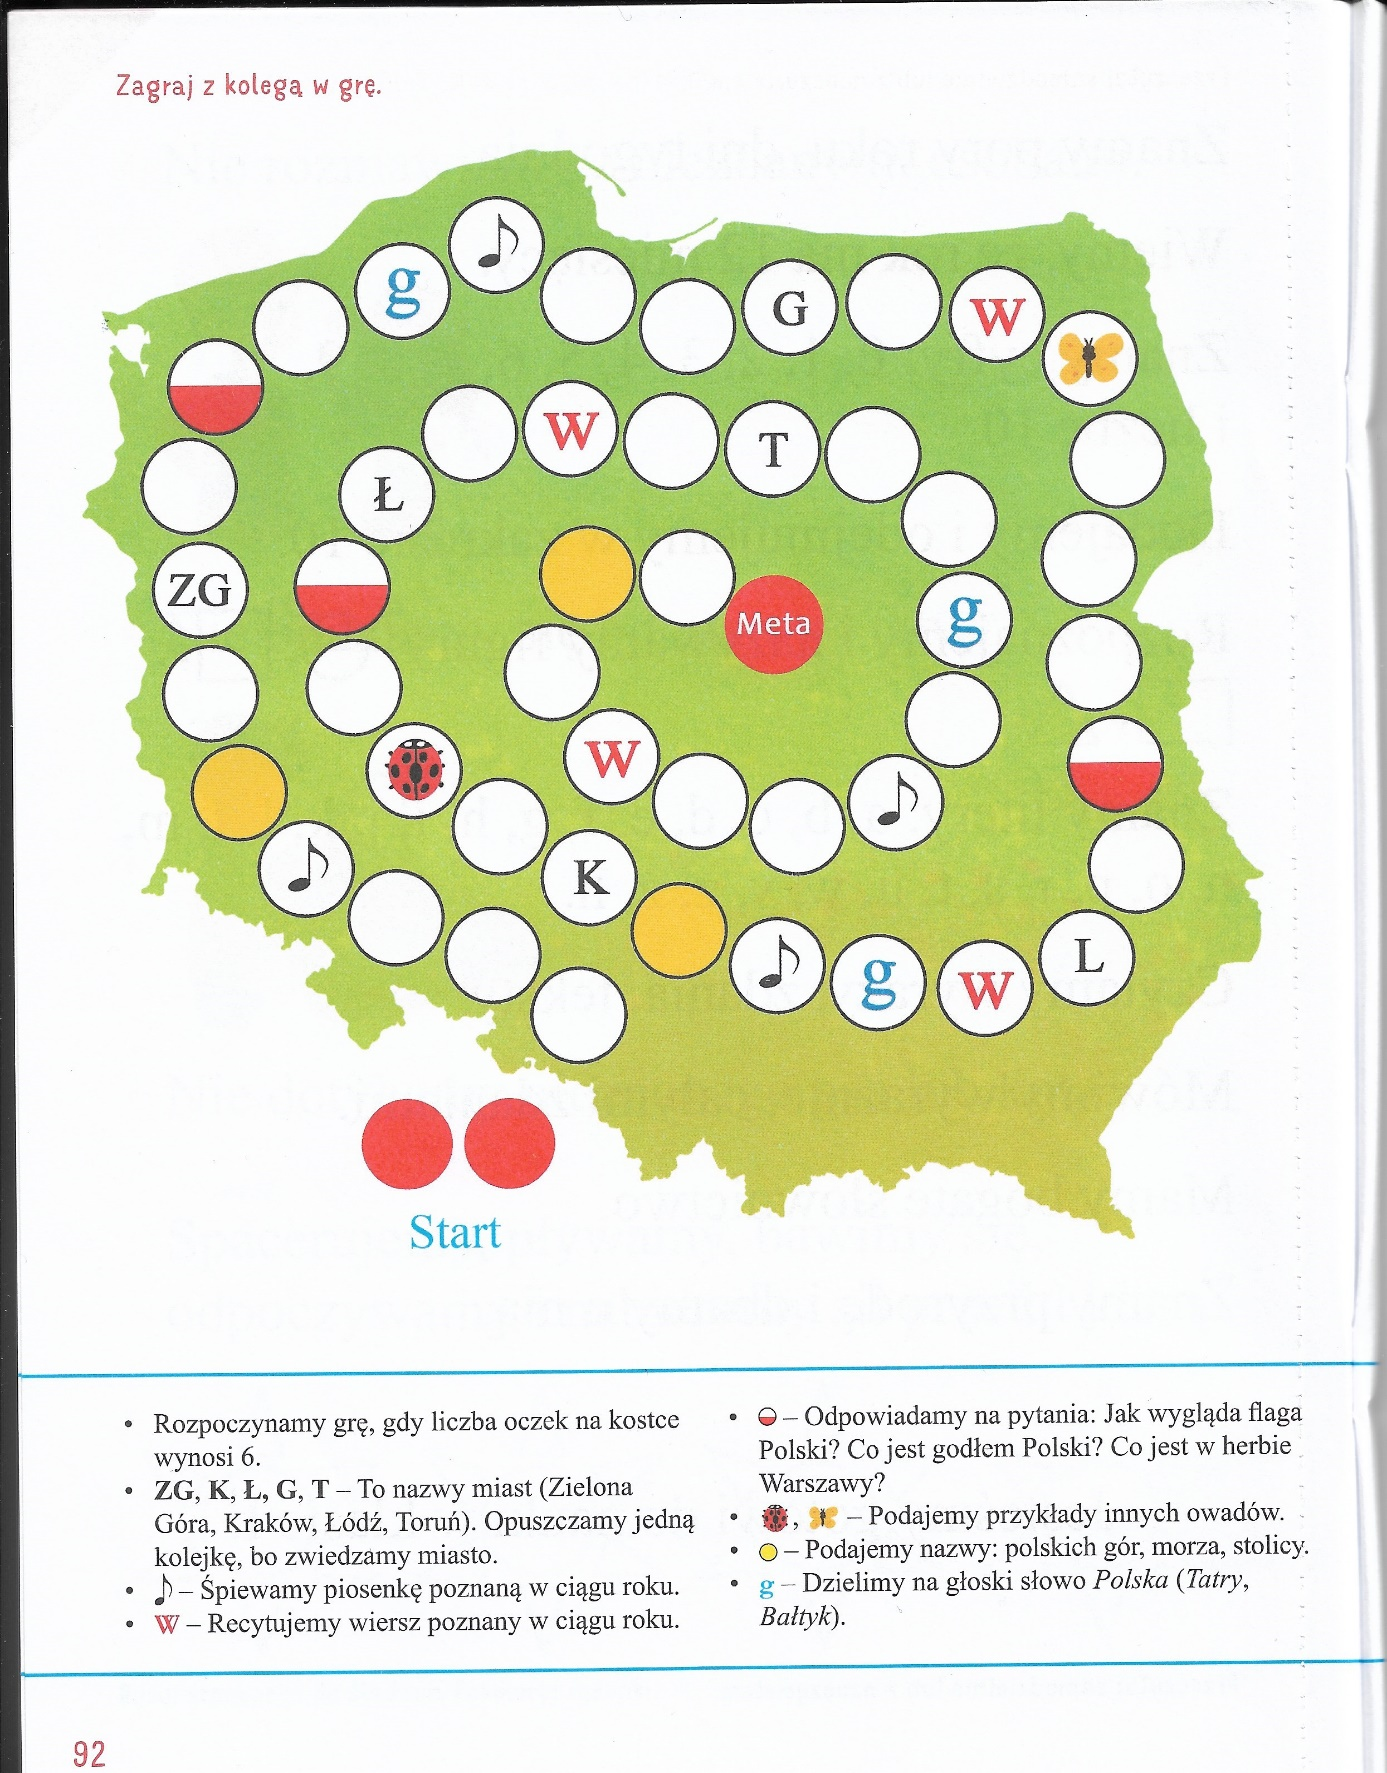 Zagraj z kolegą w grę.
g
G
W
W
T
Ł
ZG
Meta
g
W
K
g
W
L
Start
• Rozpoczynamy grę, gdy liczba oczek na kostce
wynosi 6.
• ZG, K, Ł, G, T – To nazwy miast (Zielona
Góra, Kraków, Łódź, Toruń). Opuszczamy jedną
kolejkę, bo zwiedzamy miasto.
• ♪ – Śpiewamy piosenkę poznaną w ciągu roku.
• W – Recytujemy wiersz poznany w ciągu roku.
• – Odpowiadamy na pytania: Jak wygląda flaga
Polski? Co jest godłem Polski? Co jest w herbie
Warszawy?
• , – Podajemy przykłady innych owadów.
• – Podajemy nazwy: polskich gór, morza, stolicy.
• g – Dzielimy na głoski słowo Polska (Tatry,
Bałtyk).
92